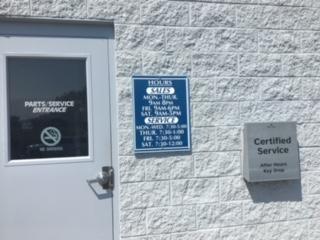 PARTS/SERVICE
ENTRANCE
NO SMOKING
HOURS
SALES
MON.-THUR.
9AM-8PM
FRI. 9AM-6PM
SAT. 9AM-5PM
SERVICE
MON.-WED. 7:30-5:00
THUR. 7:30-1:00
FRI. 7:30-5:00
SAT. 7:30-12:00
Certified
Service
After Hours
Key Drop